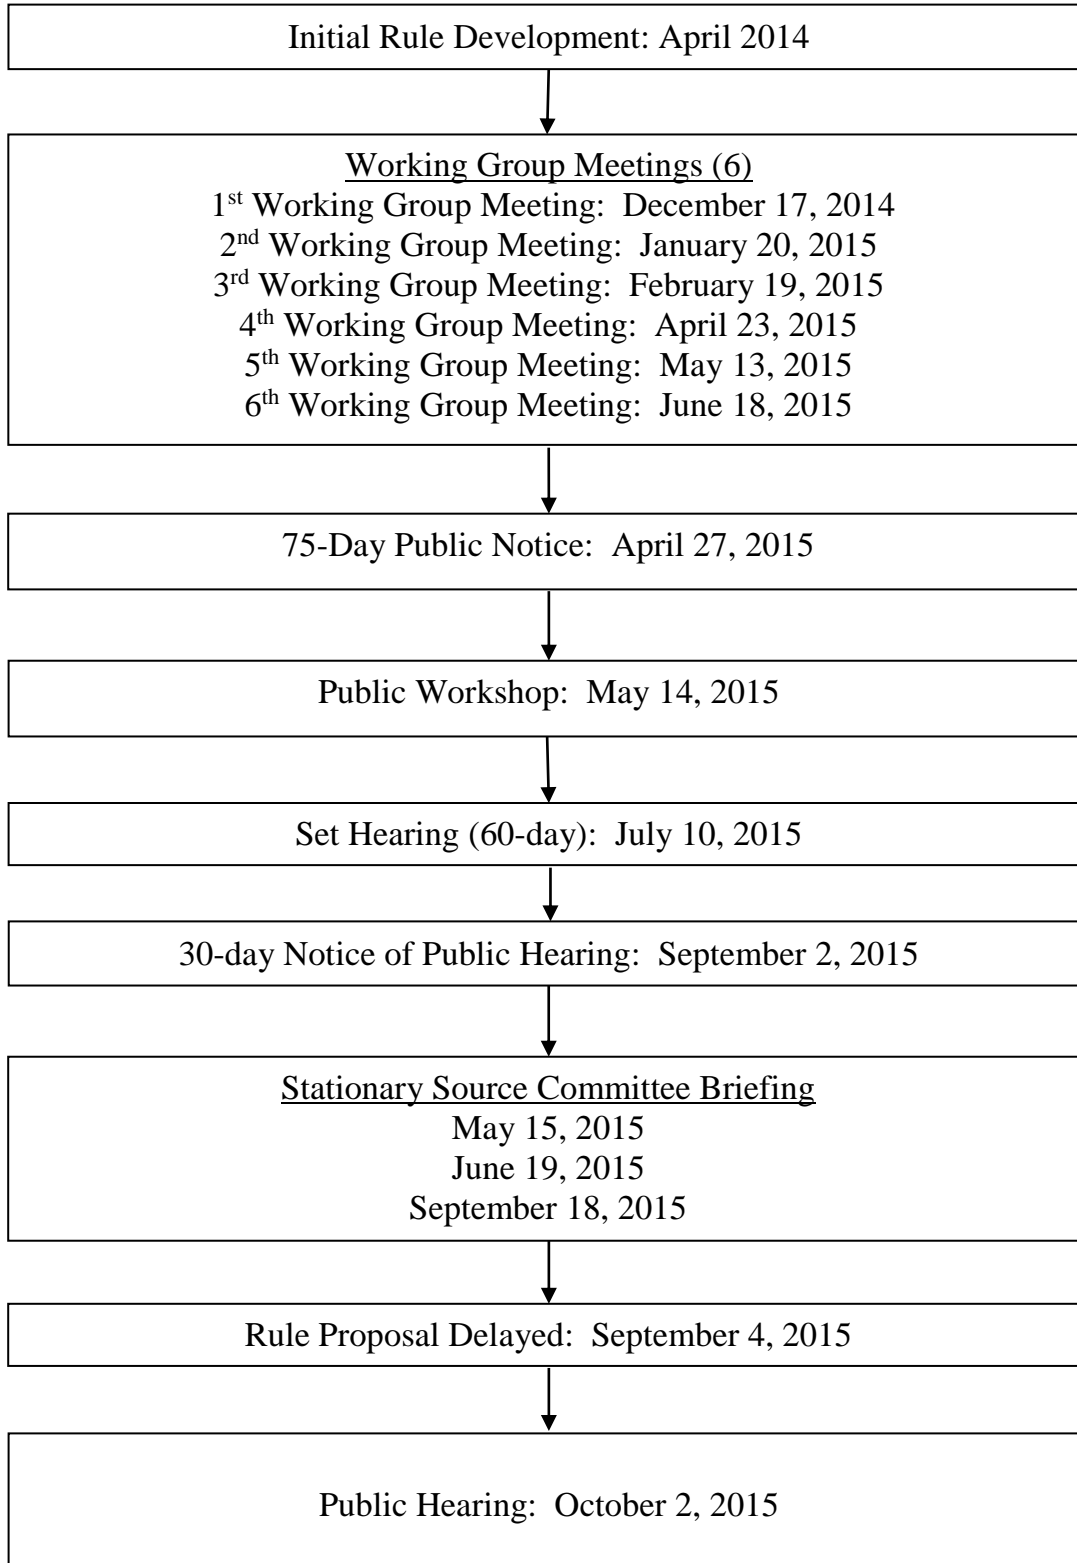 Initial Rule Development: April 2014
Working Group Meetings (6)
1st Working Group Meeting:  December 17, 2014
2nd Working Group Meeting:  January 20, 2015
3rd Working Group Meeting:  February 19, 2015
4th Working Group Meeting:  April 23, 2015
5th Working Group Meeting:  May 13, 2015
6th Working Group Meeting:  June 18, 2015
75-Day Public Notice:  April 27, 2015
Public Workshop:  May 14, 2015
Set Hearing (60-day):  July 10, 2015
30-day Notice of Public Hearing:  September 2, 2015
Stationary Source Committee Briefing
May 15, 2015
June 19, 2015
September 18, 2015
Rule Proposal Delayed:  September 4, 2015
Public Hearing:  October 2, 2015